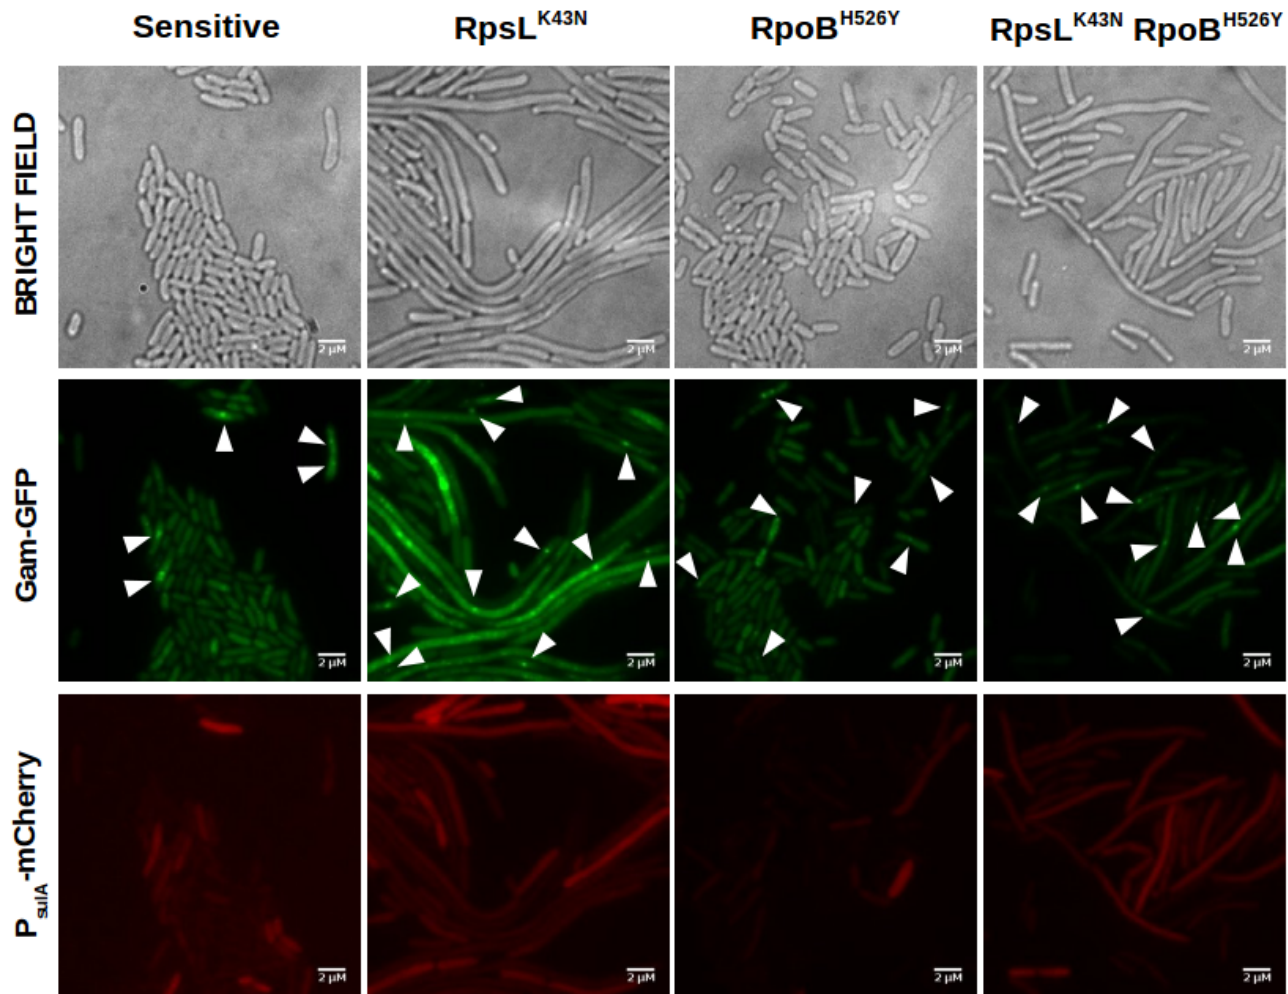 Sensitive RpsL^K43N RpoB^H526Y RpsL^K43N RpoB^H526Y
BRIGHT FIELD
2 μM 2 μM 2 μM 2 μM
Gam-GFP
2 μM 2 μM 2 μM 2 μM
P_sulA-mCherry
2 μM 2 μM 2 μM 2 μM